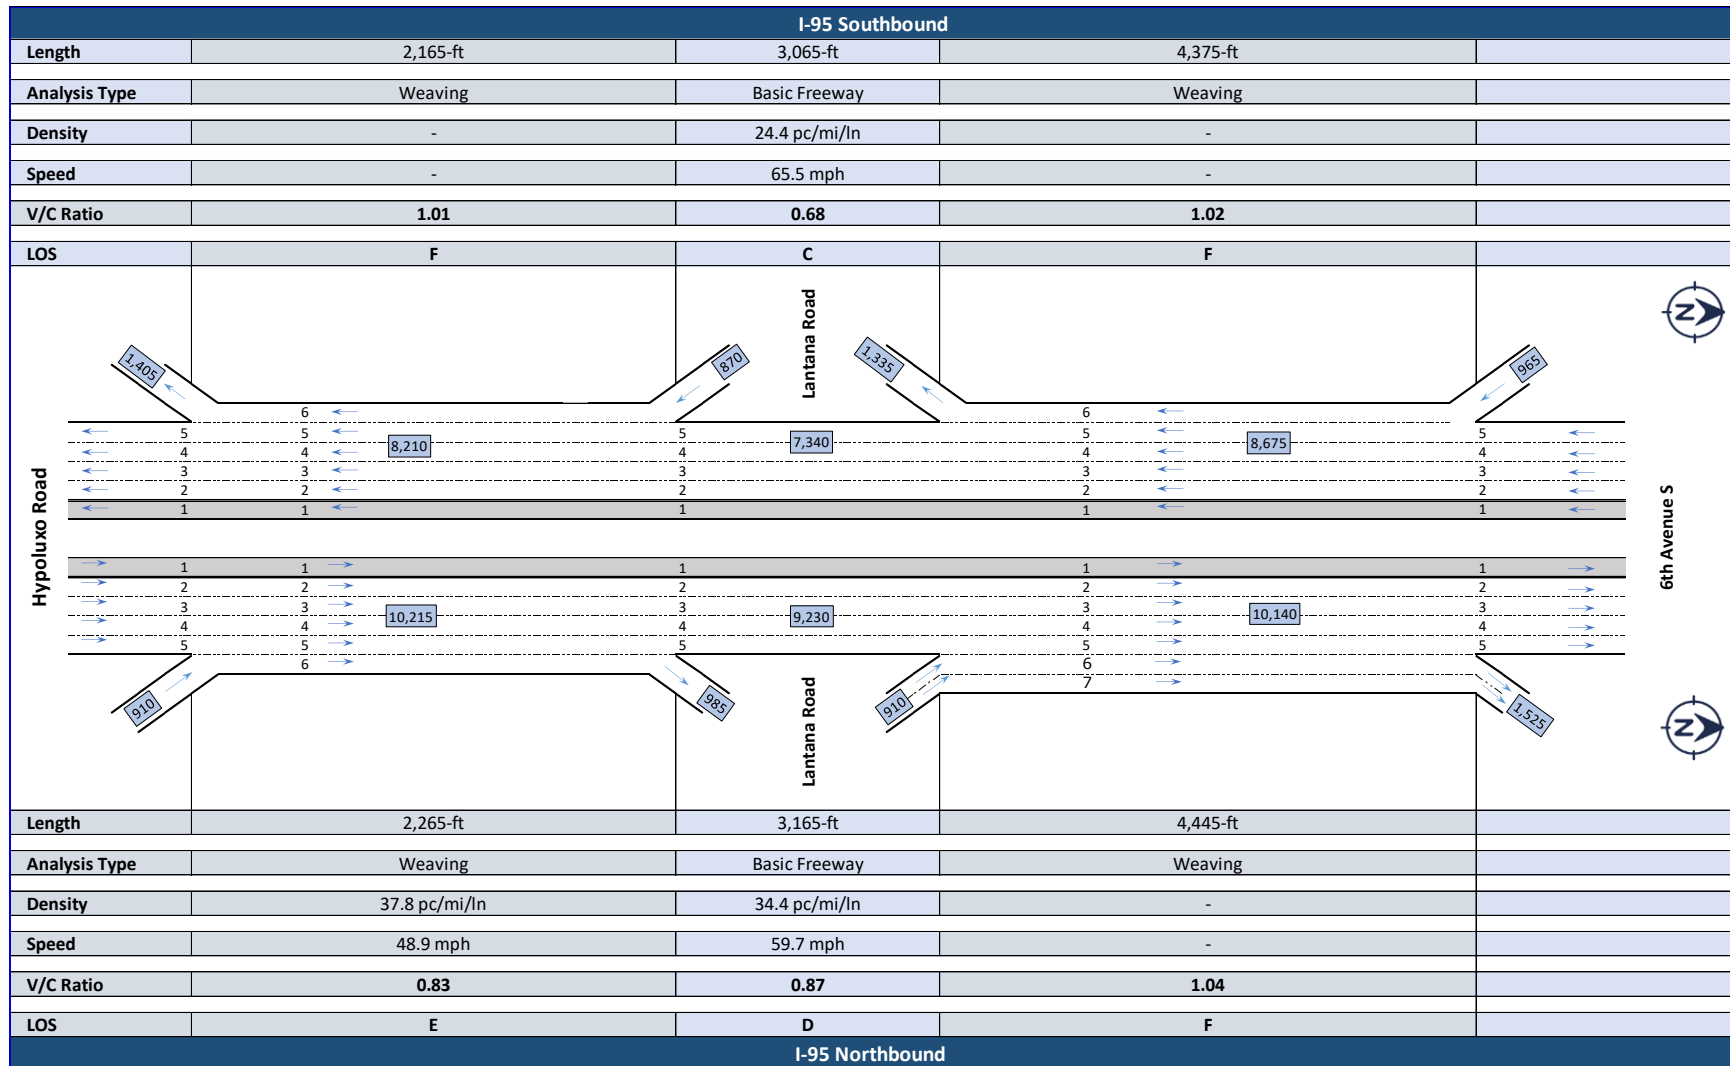 I-95 Southbound
Length 2,165-ft 3,065-ft 4,375-ft
Analysis Type Weaving Basic Freeway Weaving
Density - 24.4 pc/mi/ln -
Speed - 65.5 mph -
V/C Ratio 1.01 0.68 1.02
LOS F C F
Lantana Road
N
1,405 870 1,335 965
6 6
5 5 5 5 5
8,210 7,340 8,675
4 4 4 4 4
3 3 3 3 3
2 2 2 2 2
1 1 1 1 1
Hypoluxo Road
6th Avenue S
1 1 1 1 1
2 2 2 2 2
3 3 3 3 3
10,215 9,230 10,140
4 4 4 4 4
5 5 5 5 5
6 6
7
910 985 910 1,525
Lantana Road
N
Length 2,265-ft 3,165-ft 4,445-ft
Analysis Type Weaving Basic Freeway Weaving
Density 37.8 pc/mi/ln 34.4 pc/mi/ln -
Speed 48.9 mph 59.7 mph -
V/C Ratio 0.83 0.87 1.04
LOS E D F
I-95 Northbound